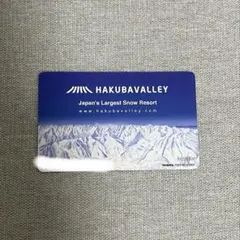 HAKUBAVALLEY
Japan's Largest Snow Resort
www.hakubavalley.com